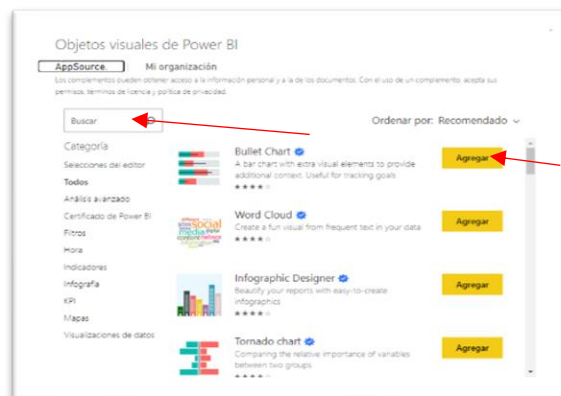 Objetos visuales de Power BI
AppSource. Mi organización
Los complementos pueden obtener acceso a la información personal y a la de los documentos. Con el uso de un complemento, acepta sus
permisos, términos de licencia y política de privacidad.
Buscar
Ordenar por: Recomendado
Categoría
Selecciones del editor
Todos
Análisis avanzado
Certificado de Power BI
Filtros
Hora
Indicadores
Infografía
KPI
Mapas
Visualizaciones de datos
Bullet Chart
A bar chart with extra visual elements to provide
additional context. Useful for tracking goals
Agregar
social
media
content
Word Cloud
Create a fun visual from frequent text in your data
Agregar
Infographic Designer
Beautify your reports with easy-to-create
infographics
Agregar
Tornado chart
Comparing the relative importance of variables
between two groups
Agregar